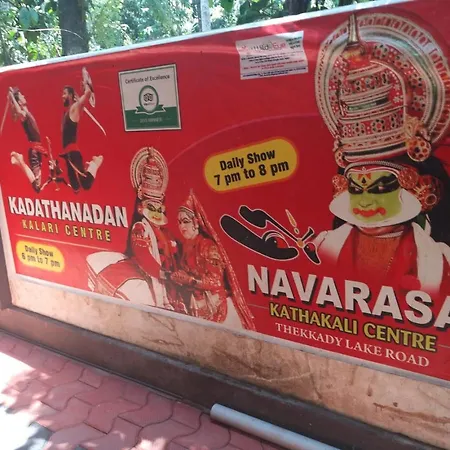 Certificate of Excellence
KADATHANADAN
KALARI CENTRE
Daily Show
6 pm to 7 pm
Daily Show
7 pm to 8 pm
NAVARASA
KATHAKALI CENTRE
THEKKADY LAKE ROAD